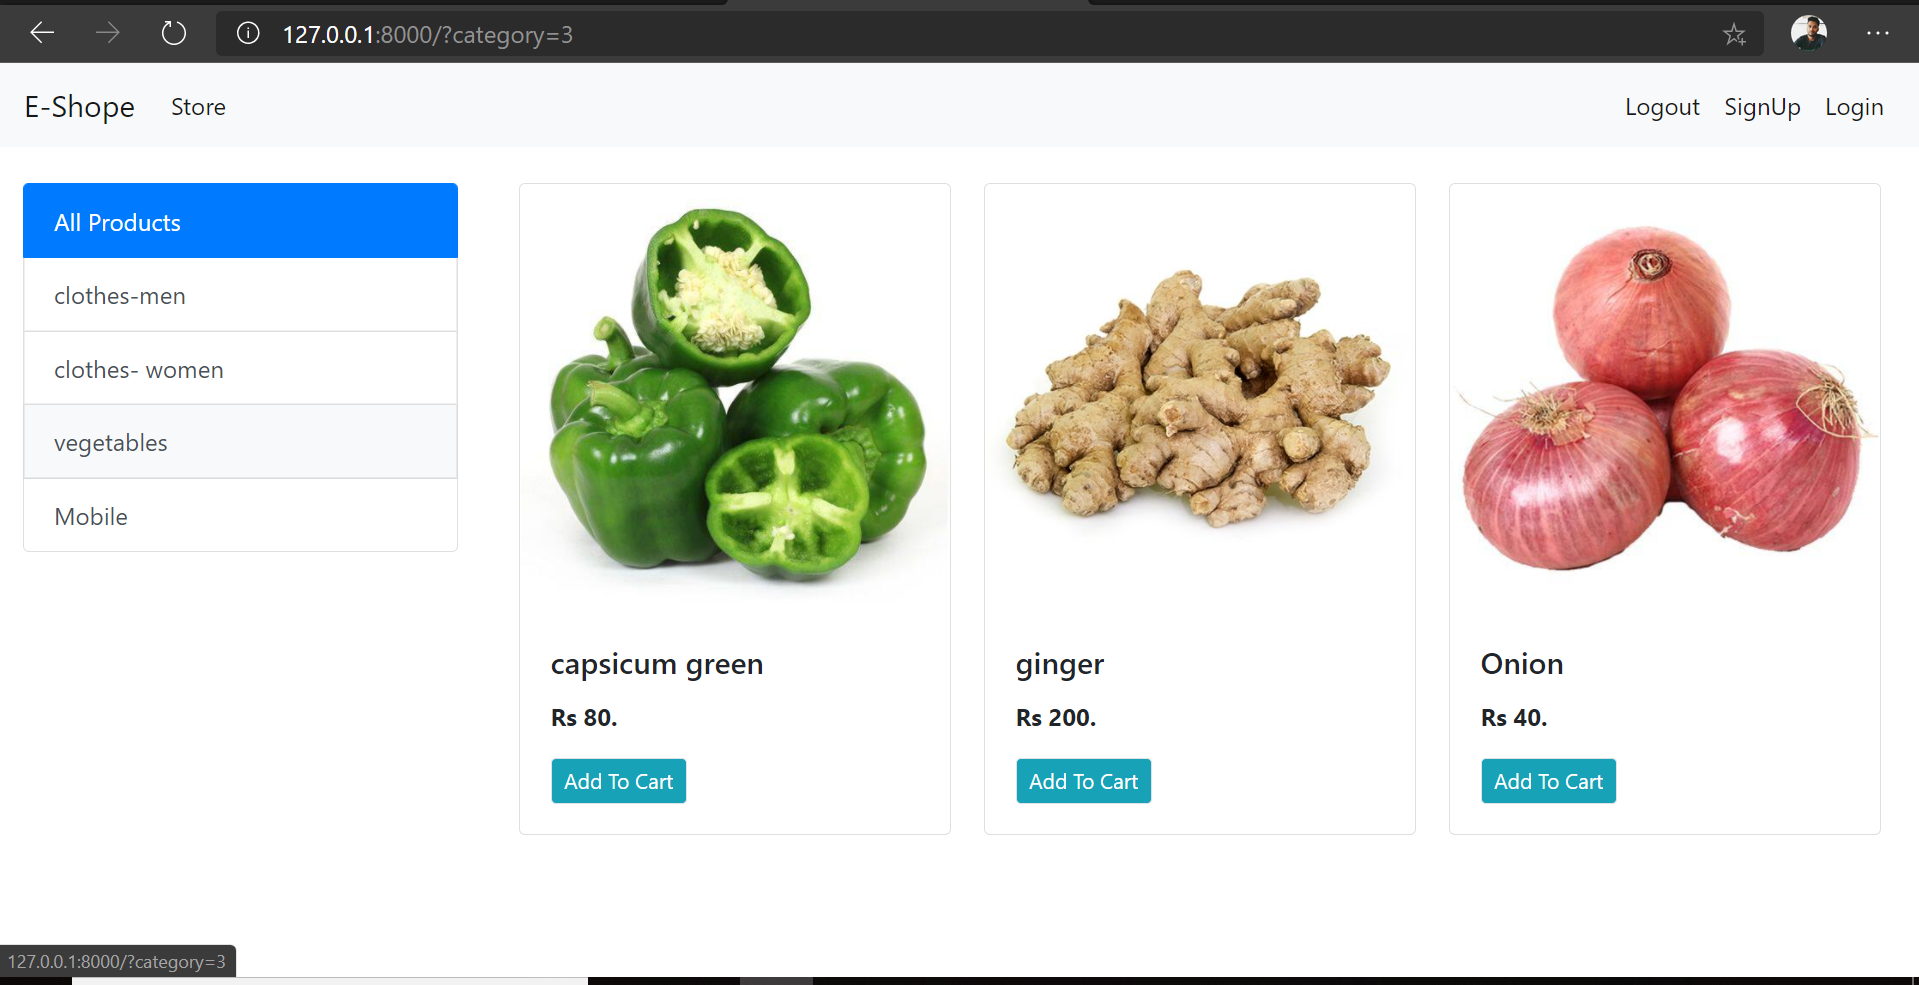 127.0.0.1:8000/?category=3
E-Shope Store Logout SignUp Login
All Products
clothes-men
clothes- women
vegetables
Mobile
capsicum green
Rs 80.
Add To Cart
ginger
Rs 200.
Add To Cart
Onion
Rs 40.
Add To Cart
127.0.0.1:8000/?category=3